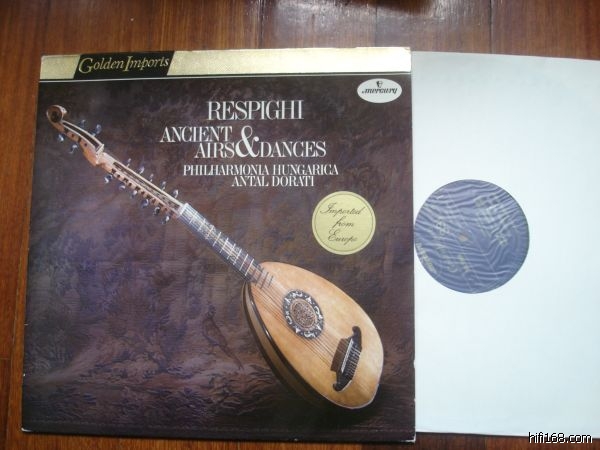 Golden Imports
mercury
RESPIGHI
ANCIENT
AIRS & DANCES
PHILHARMONIA HUNGARICA
ANTAL DORATI
Imported
from
Europe
hifi168.com